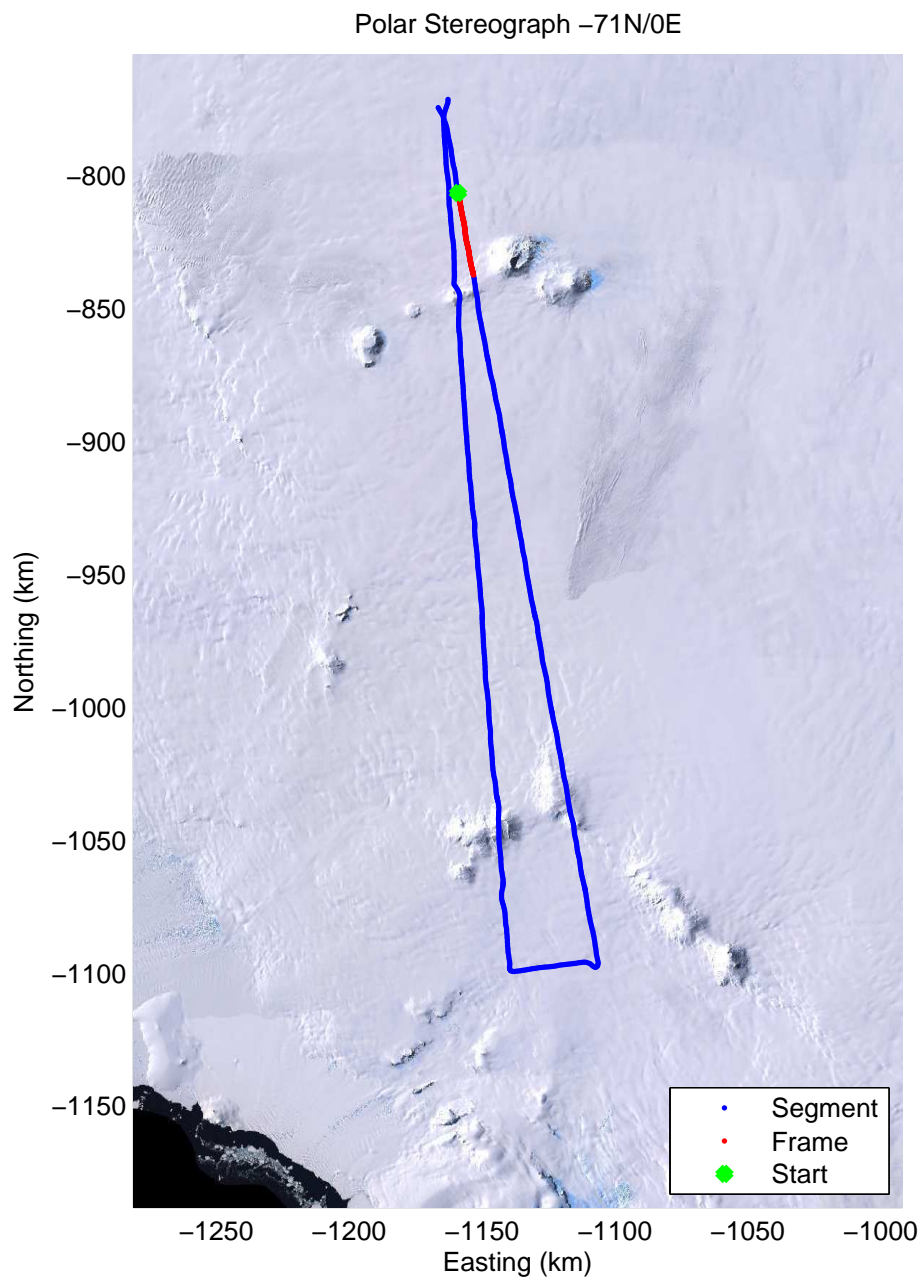 Polar Stereograph −71N/0E
−800
−850
−900
−950
−1000
−1050
−1100
−1150
Northing (km)
Segment
Frame
Start
−1250 −1200 −1150 −1100 −1050 −1000
Easting (km)